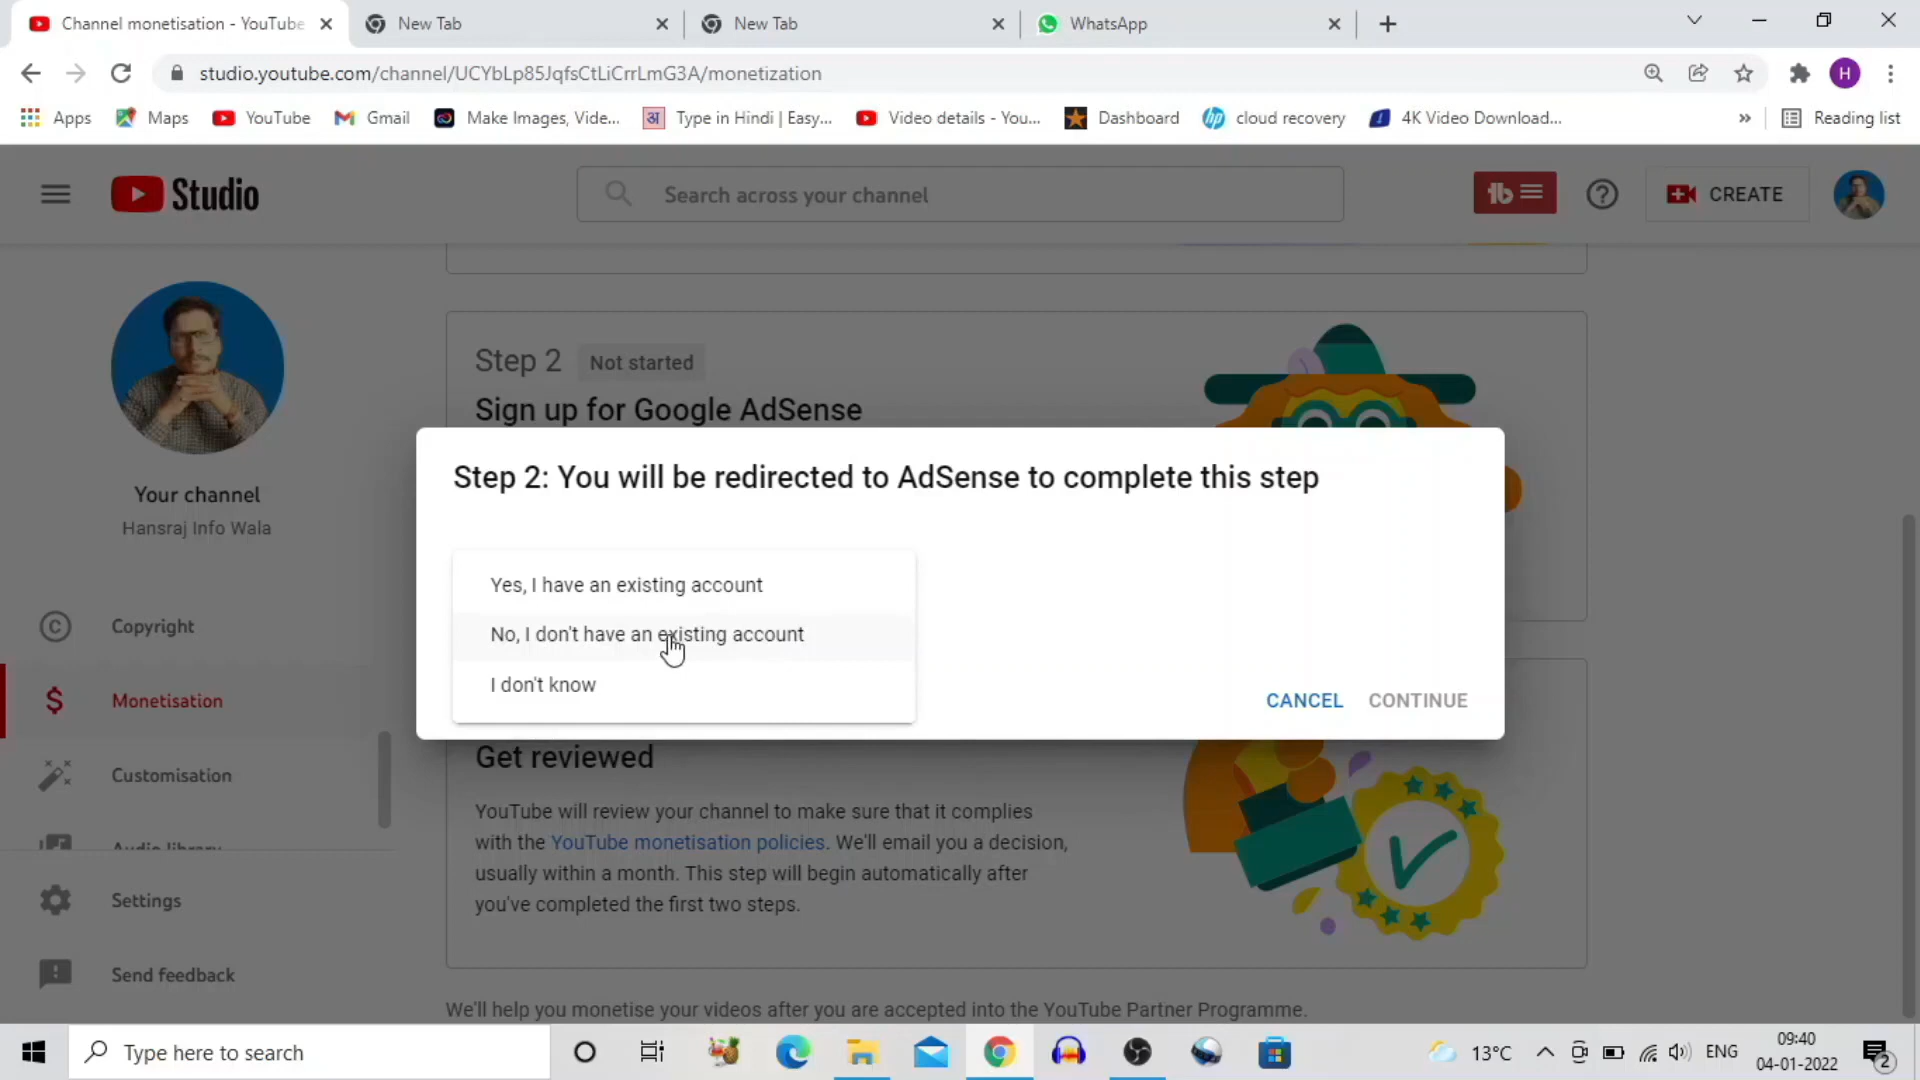 Channel monetisation - YouTube
New Tab
New Tab
WhatsApp
studio.youtube.com/channel/UCYbLp85JqfsCtLiCrrLmG3A/monetization
H
Apps
Maps
YouTube
Gmail
Make Images, Vide...
अ
Type in Hindi | Easy...
Video details - You...
Dashboard
hp
cloud recovery
4K Video Download...
»
Reading list
Studio
Search across your channel
tb
CREATE
Your channel
Hansraj Info Wala
Copyright
Monetisation
Customisation
Audio library
Settings
Send feedback
Step 2
Not started
Sign up for Google AdSense
Step 2: You will be redirected to AdSense to complete this step
Yes, I have an existing account
No, I don't have an existing account
I don't know
CANCEL
CONTINUE
Get reviewed
YouTube will review your channel to make sure that it complies
with the YouTube monetisation policies. We'll email you a decision,
usually within a month. This step will begin automatically after
you've completed the first two steps.
We'll help you monetise your videos after you are accepted into the YouTube Partner Programme.
Type here to search
13°C
ENG
09:40
04-01-2022
2